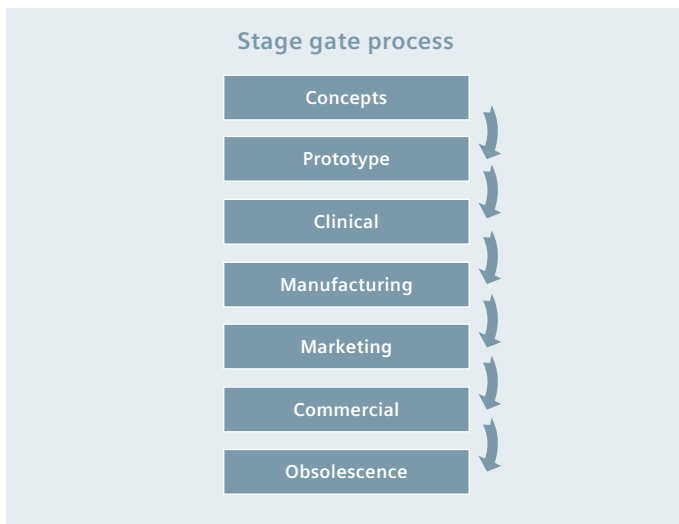 Stage gate process
Concepts
Prototype
Clinical
Manufacturing
Marketing
Commercial
Obsolescence